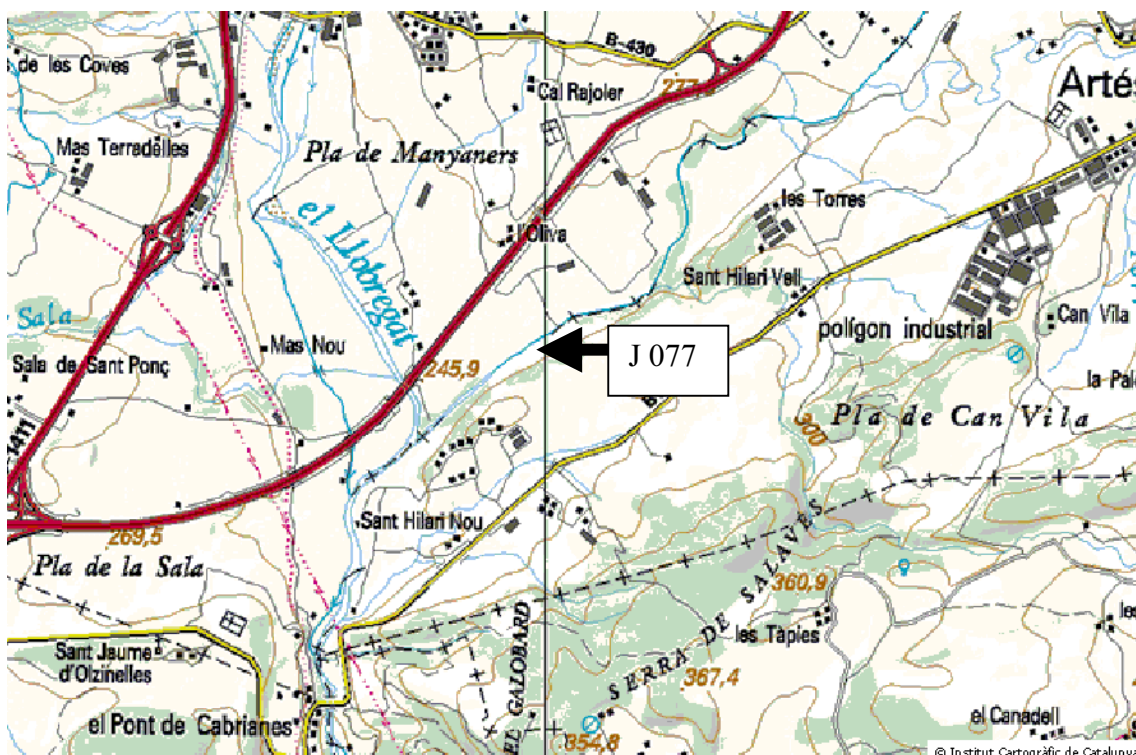 B-430
s de les Coves
Cal Rajoler
Artés
Mas Terradelles
Pla de Manyaners
el Llobregat
l'Oliva
les Torres
Sant Hilari Vell
Sala
polígon industrial
Can Vila
Mas Nou
J 077
Sala de Sant Ponç
245,9
la Pal
Pla de Can Vila
300
1411
Sant Hilari Nou
269,5
Pla de la Sala
SERRA DE SALAVES
360,9
les Tàpies
les
Sant Jaume
d'Olzinelles
EL GALOBARD
367,4
el Pont de Cabrianes
354,8
el Canadell
© Institut Cartogràfic de Catalunya